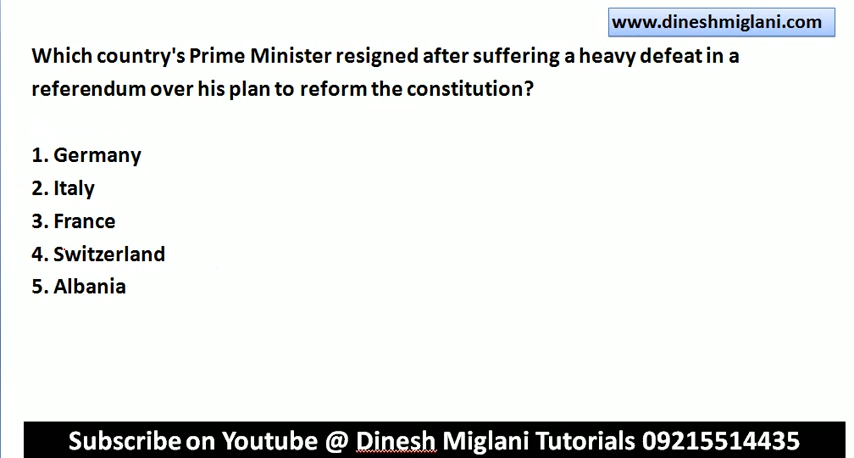 www.dineshmiglani.com
Which country's Prime Minister resigned after suffering a heavy defeat in a
referendum over his plan to reform the constitution?
1. Germany
2. Italy
3. France
4. Switzerland
5. Albania
Subscribe on Youtube @ Dinesh Miglani Tutorials 09215514435